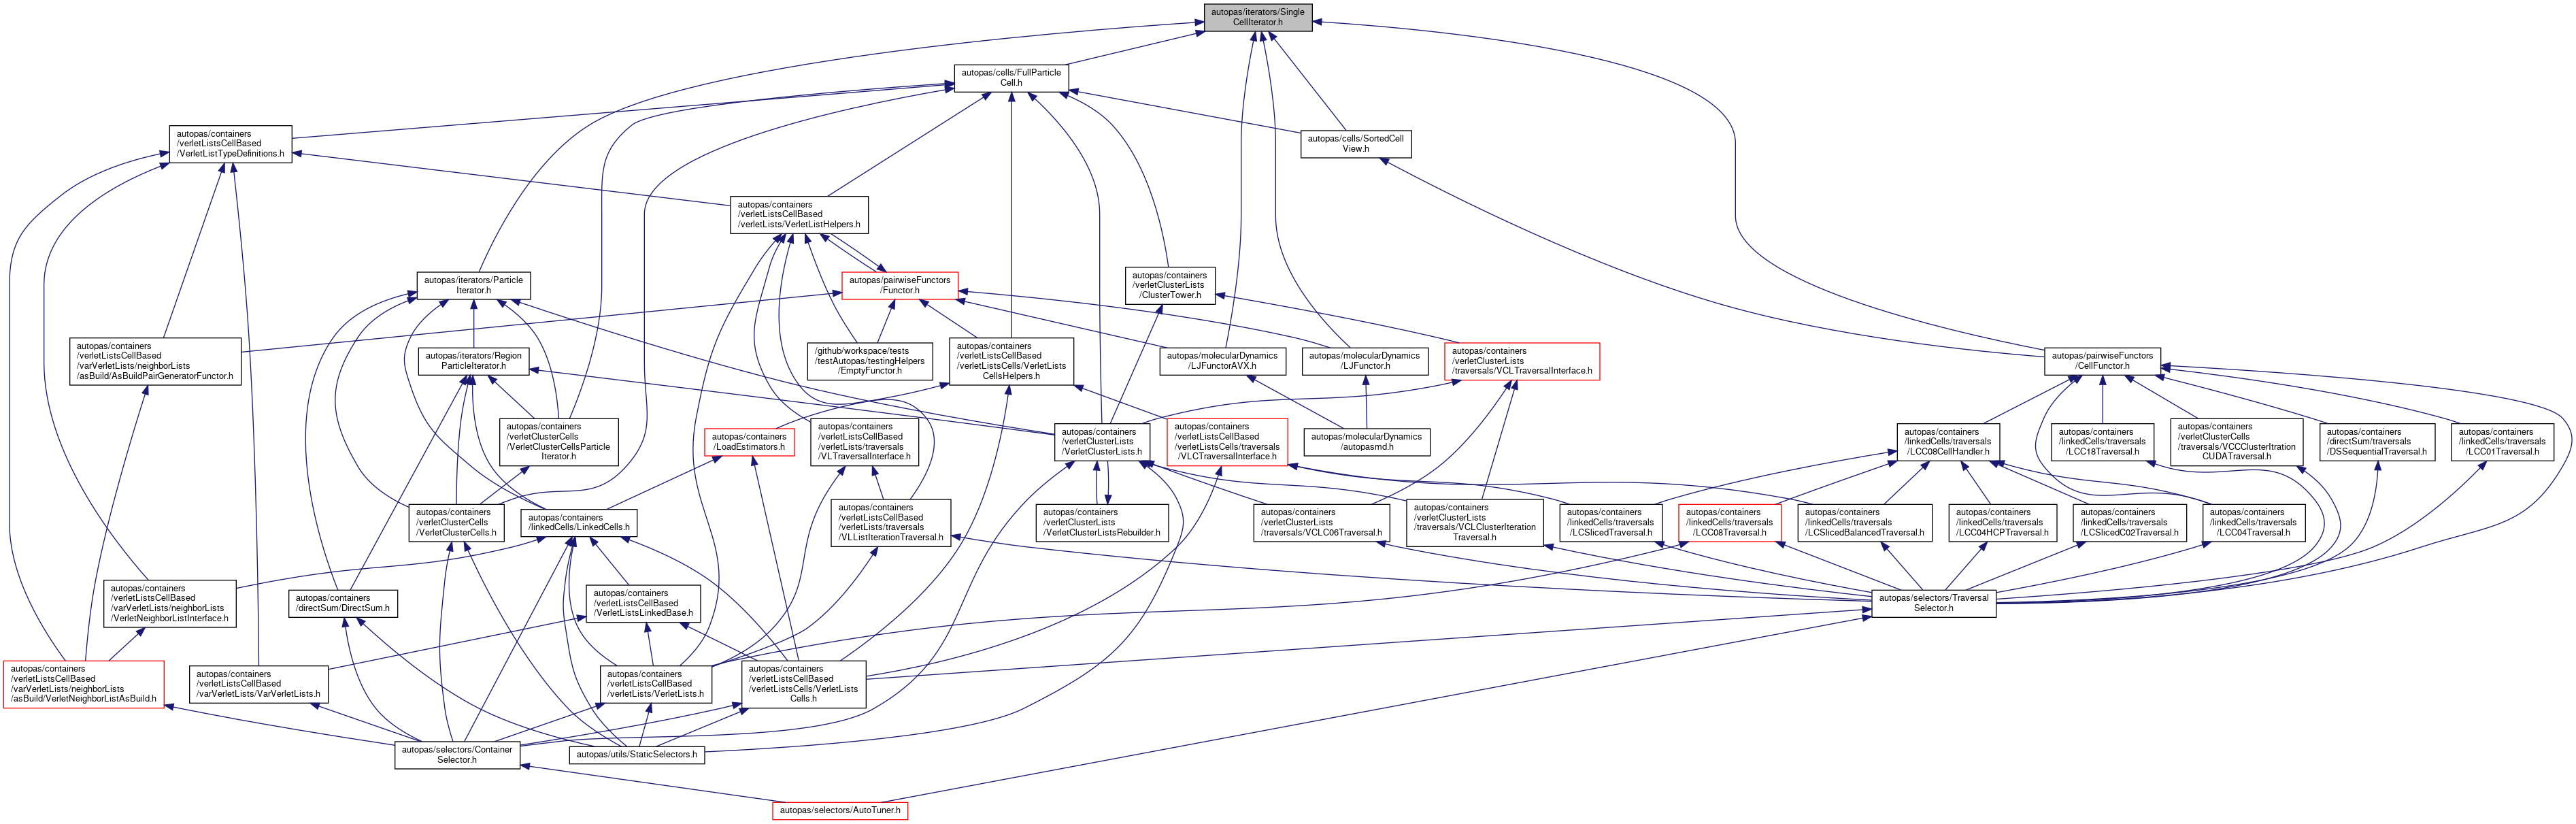 autopas/iterators/Single
CellIterator.h
autopas/cells/FullParticle
Cell.h
autopas/containers
/verletListsCellBased
/VerletListTypeDefinitions.h
autopas/cells/SortedCell
View.h
autopas/containers
/verletListsCellBased
/verletLists/VerletListHelpers.h
autopas/iterators/Particle
Iterator.h
autopas/pairwiseFunctors
/Functor.h
autopas/containers
/verletClusterLists
/ClusterTower.h
autopas/containers
/verletListsCellBased
/varVerletLists/neighborLists
/asBuild/AsBuildPairGeneratorFunctor.h
autopas/iterators/Region
ParticleIterator.h
/github/workspace/tests
/testAutopas/testingHelpers
/EmptyFunctor.h
autopas/containers
/verletListsCellBased
/verletListsCells/VerletLists
CellsHelpers.h
autopas/molecularDynamics
/LJFunctorAVX.h
autopas/molecularDynamics
/LJFunctor.h
autopas/containers
/verletClusterLists
/traversals/VCLTraversalInterface.h
autopas/pairwiseFunctors
/CellFunctor.h
autopas/containers
/verletClusterCells
/VerletClusterCellsParticle
Iterator.h
autopas/containers
/LoadEstimators.h
autopas/containers
/verletListsCellBased
/verletLists/traversals
/VLTraversalInterface.h
autopas/containers
/verletClusterLists
/VerletClusterLists.h
autopas/containers
/verletListsCellBased
/verletListsCells/traversals
/VLCTraversalInterface.h
autopas/molecularDynamics
/autopasmd.h
autopas/containers
/linkedCells/traversals
/LCC08CellHandler.h
autopas/containers
/linkedCells/traversals
/LCC18Traversal.h
autopas/containers
/verletClusterCells
/traversals/VCCClusterItration
CUDATraversal.h
autopas/containers
/directSum/traversals
/DSSequentialTraversal.h
autopas/containers
/linkedCells/traversals
/LCC01Traversal.h
autopas/containers
/verletClusterCells
/VerletClusterCells.h
autopas/containers
/linkedCells/LinkedCells.h
autopas/containers
/verletListsCellBased
/verletLists/traversals
/VLListIterationTraversal.h
autopas/containers
/verletClusterLists
/VerletClusterListsRebuilder.h
autopas/containers
/verletClusterLists
/traversals/VCLC06Traversal.h
autopas/containers
/verletClusterLists
/traversals/VCLClusterIteration
Traversal.h
autopas/containers
/linkedCells/traversals
/LCSlicedTraversal.h
autopas/containers
/linkedCells/traversals
/LCC08Traversal.h
autopas/containers
/linkedCells/traversals
/LCSlicedBalancedTraversal.h
autopas/containers
/linkedCells/traversals
/LCC04HCPTraversal.h
autopas/containers
/linkedCells/traversals
/LCSlicedC02Traversal.h
autopas/containers
/linkedCells/traversals
/LCC04Traversal.h
autopas/containers
/verletListsCellBased
/varVerletLists/neighborLists
/VerletNeighborListInterface.h
autopas/containers
/directSum/DirectSum.h
autopas/containers
/verletListsCellBased
/VerletListsLinkedBase.h
autopas/selectors/Traversal
Selector.h
autopas/containers
/verletListsCellBased
/varVerletLists/neighborLists
/asBuild/VerletNeighborListAsBuild.h
autopas/containers
/verletListsCellBased
/varVerletLists/VarVerletLists.h
autopas/containers
/verletListsCellBased
/verletLists/VerletLists.h
autopas/containers
/verletListsCellBased
/verletListsCells/VerletLists
Cells.h
autopas/selectors/Container
Selector.h
autopas/utils/StaticSelectors.h
autopas/selectors/AutoTuner.h